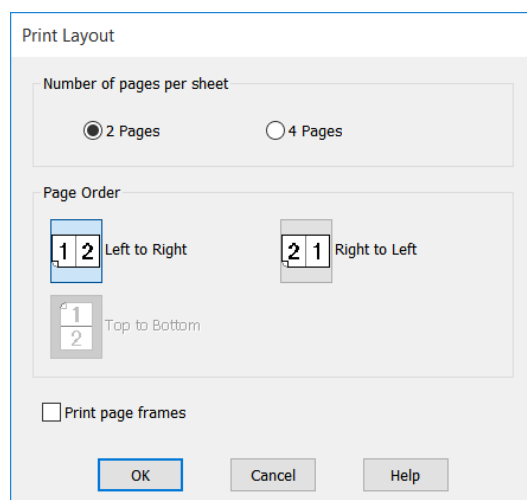 Print Layout
Number of pages per sheet
2 Pages 4 Pages
Page Order
1 2 Left to Right 2 1 Right to Left
1
2 Top to Bottom
Print page frames
OK Cancel Help